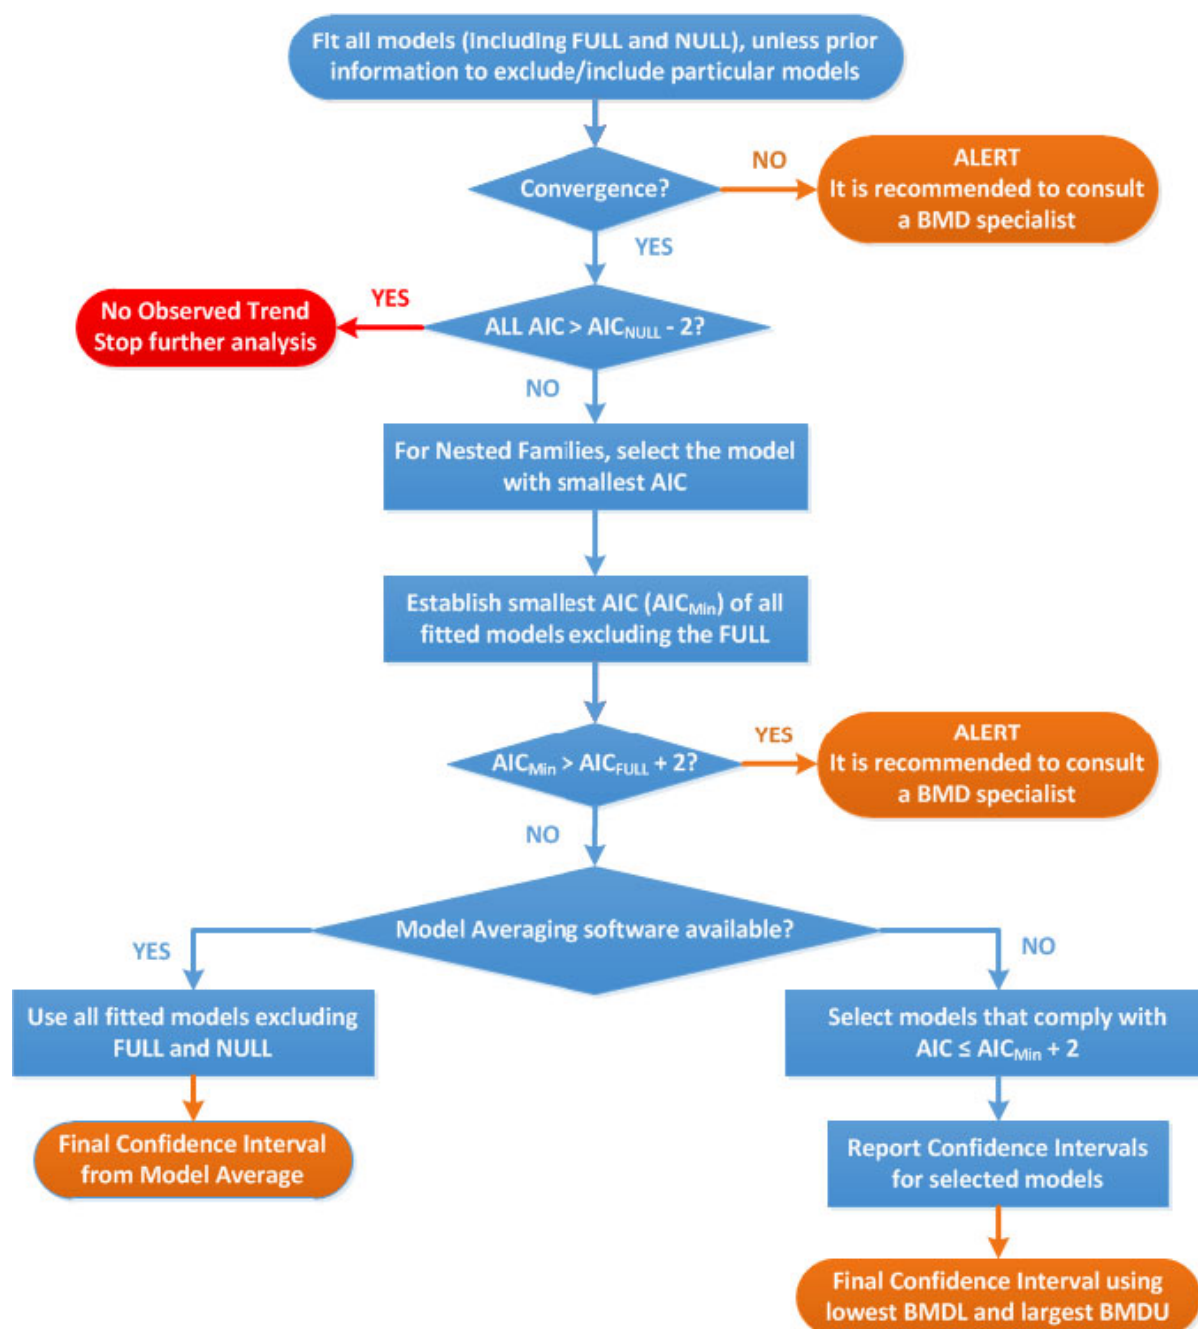 Fit all models (including FULL and NULL), unless prior
information to exclude/include particular models
Convergence?
NO
ALERT
It is recommended to consult
a BMD specialist
YES
ALL AIC > AICNULL - 2?
YES
No Observed Trend
Stop further analysis
NO
For Nested Families, select the model
with smallest AIC
Establish smallest AIC (AICMin) of all
fitted models excluding the FULL
AICMin > AICFULL + 2?
YES
ALERT
It is recommended to consult
a BMD specialist
NO
Model Averaging software available?
YES
NO
Use all fitted models excluding
FULL and NULL
Final Confidence Interval
from Model Average
Select models that comply with
AIC ≤ AICMin + 2
Report Confidence Intervals
for selected models
Final Confidence Interval using
lowest BMDL and largest BMDU